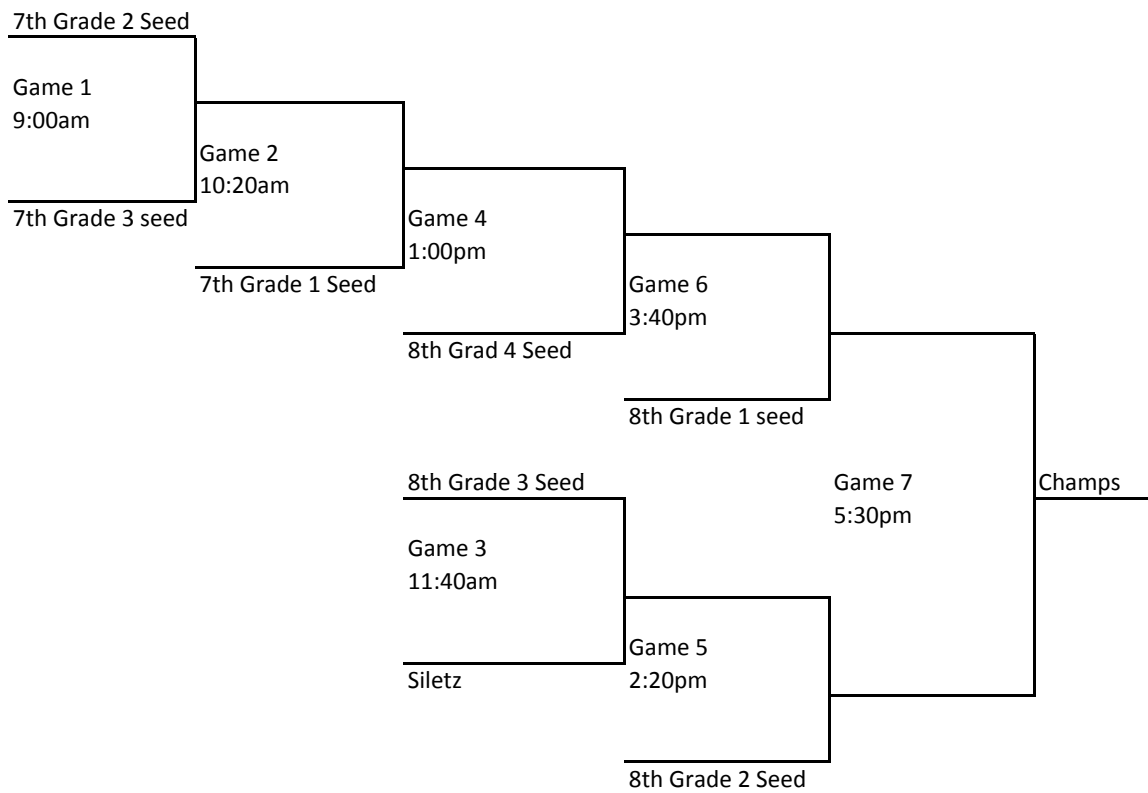 7th Grade 2 Seed
Game 1
9:00am
7th Grade 3 seed
Game 2
10:20am
7th Grade 1 Seed
Game 4
1:00pm
8th Grad 4 Seed
Game 6
3:40pm
8th Grade 1 seed
8th Grade 3 Seed
Game 3
11:40am
Siletz
Game 5
2:20pm
8th Grade 2 Seed
Game 7
5:30pm
Champs